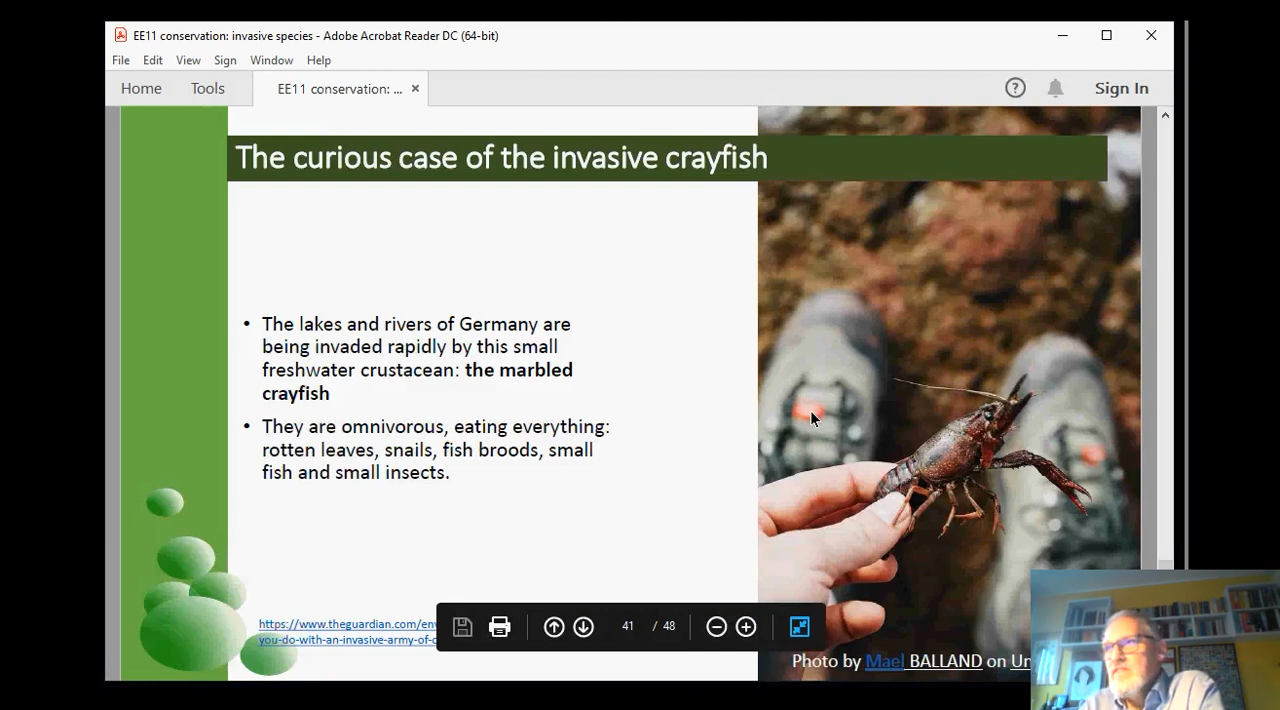 EE11 conservation: invasive species - Adobe Acrobat Reader DC (64-bit)
File Edit View Sign Window Help
Home Tools EE11 conservation: ... × ? Sign In
The curious case of the invasive crayfish
• The lakes and rivers of Germany are
being invaded rapidly by this small
freshwater crustacean: the marbled
crayfish
• They are omnivorous, eating everything:
rotten leaves, snails, fish broods, small
fish and small insects.
https://www.theguardian.com/en
you-do-with-an-invasive-army-of-
41 / 48
Photo by Mael BALLAND on Un